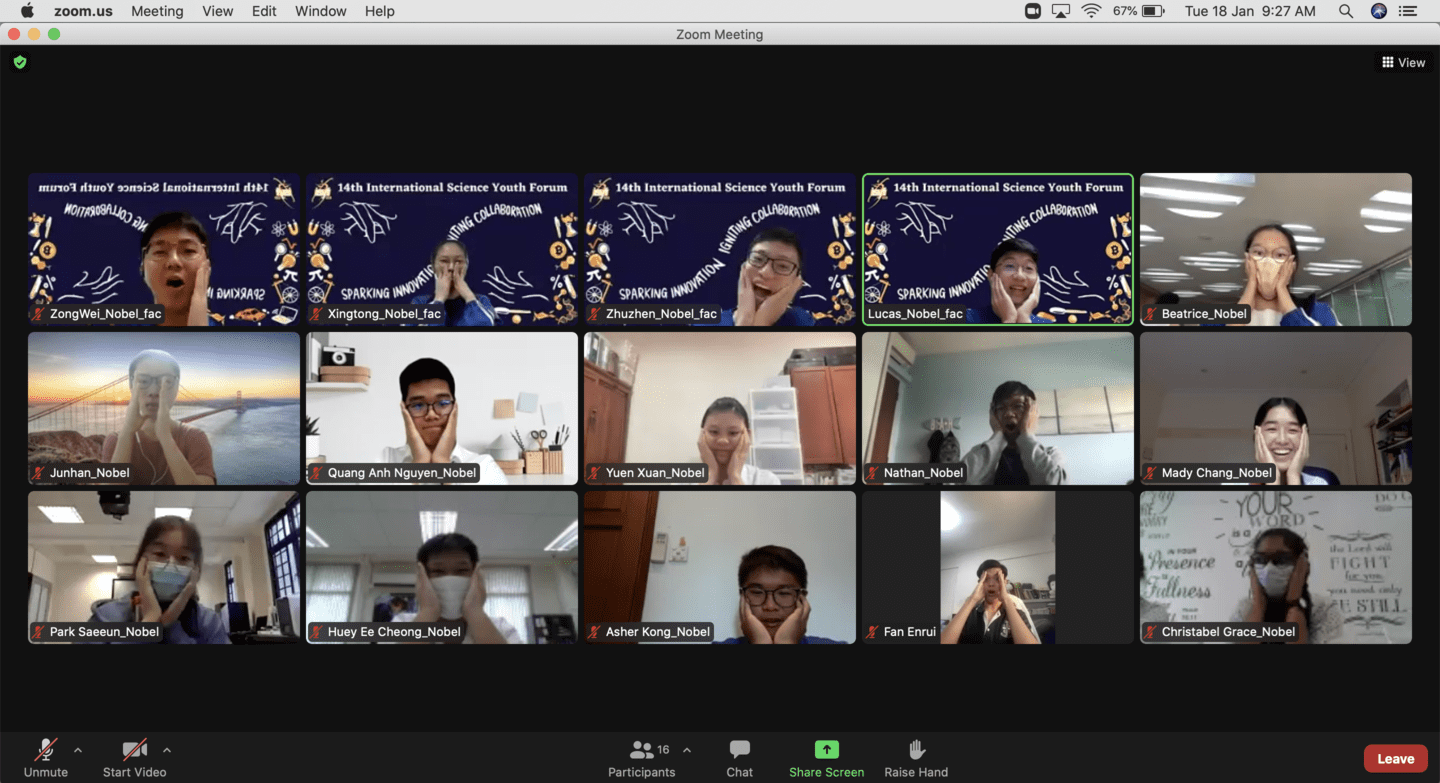 zoom.us Meeting View Edit Window Help 67% Tue 18 Jan 9:27 AM
Zoom Meeting
View
14th International Science Youth Forum
IGNITING COLLABORATION
SPARKING IN
ZongWei_Nobel_fac
14th International Science Youth Forum
IGNITING COLLABORATION
SPARKING INNOVATION
Xingtong_Nobel_fac
14th International Science Youth Forum
IGNITING COLLABORATION
SPARKING INNOVATION
Zhuzhen_Nobel_fac
14th International Science Youth Forum
IGNITING COLLABORATION
SPARKING INNOVATION
Lucas_Nobel_fac
Beatrice_Nobel
Junhan_Nobel
Quang Anh Nguyen_Nobel
Yuen Xuan_Nobel
Nathan_Nobel
Mady Chang_Nobel
Park Saeeun_Nobel
Huey Ee Cheong_Nobel
Asher Kong_Nobel
Fan Enrui
YOUR
WORD
is a
IN YOUR
Presence
is
Fullness
the Lord will
FIGHT
for you,
you need only
BE STILL
Christabel Grace_Nobel
Unmute
Start Video
16
Participants
Chat
Share Screen
Raise Hand
Leave